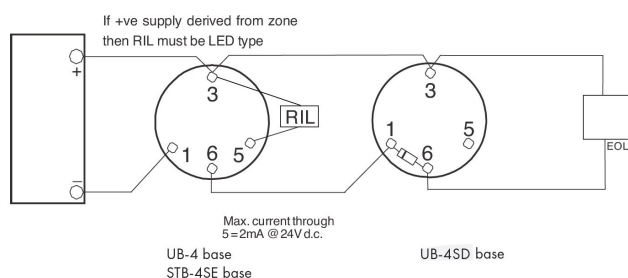 If +ve supply derived from zone
then RIL must be LED type
+
3
RIL
1
6
5
–
3
1
5
6
EOL
Max. current through
5=2mA @ 24V d.c.
UB-4 base
STB-4SE base
UB-4SD base